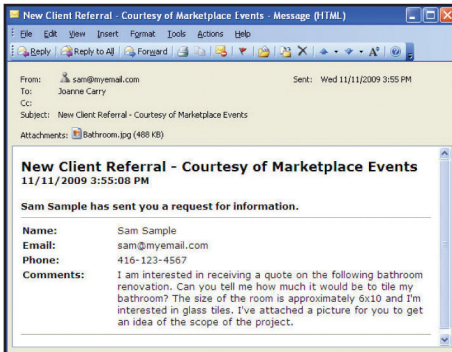 New Client Referral - Courtesy of Marketplace Events - Message (HTML)
File Edit View Insert Format Tools Actions Help
Reply Reply to All Forward
From: sam@myemail.com Sent: Wed 11/11/2009 3:55 PM
To: Joanne Carry
Cc:
Subject: New Client Referral - Courtesy of Marketplace Events
Attachments: Bathroom.jpg (488 KB)
New Client Referral - Courtesy of Marketplace Events
11/11/2009 3:55:08 PM
Sam Sample has sent you a request for information.
Name: Sam Sample
Email: sam@myemail.com
Phone: 416-123-4567
Comments: I am interested in receiving a quote on the following bathroom
renovation. Can you tell me how much it would be to tile my
bathroom? The size of the room is approximately 6x10 and I'm
interested in glass tiles. I've attached a picture for you to get
an idea of the scope of the project.